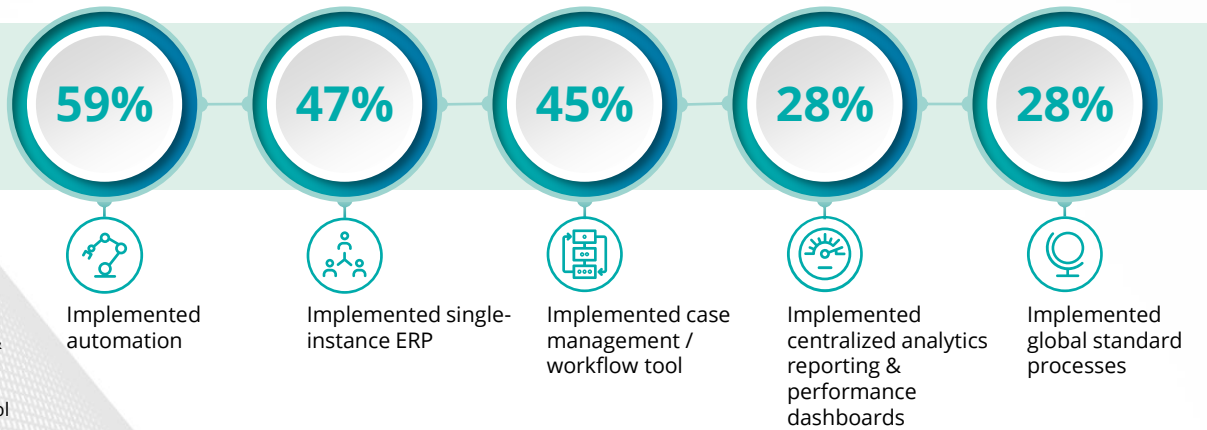 59%
47%
45%
28%
28%
Implemented
automation
Implemented single-
instance ERP
Implemented case
management /
workflow tool
Implemented
centralized analytics
reporting &
performance
dashboards
Implemented
global standard
processes